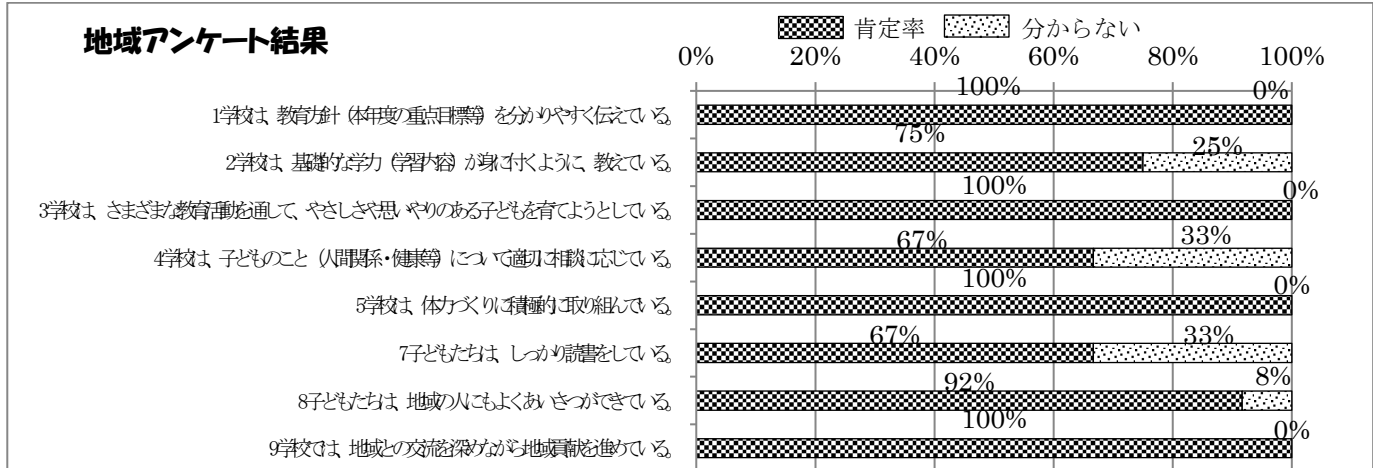 地域アンケート結果
肯定率 分からない
0% 20% 40% 60% 80% 100%
100% 0%
1学校は、教育方針(本年度の重点目標等)を分かりやすく伝えている。
75% 25%
2学校は、基礎的な学力(学習内容)が身に付くように、教えている。
100% 0%
3学校は、さまざまな教育活動を通して、やさしさや思いやりのある子どもを育てようとしている。
67% 33%
4学校は、子どものこと(人間関係・健康等)について適切に相談に応じている。
100% 0%
5学校は、体力づくりに積極的に取り組んでいる。
67% 33%
7子どもたちは、しっかり読書をしている。
92% 8%
8子どもたちは、地域の人にもよくあいさつができている。
100% 0%
9学校では、地域との交流を深めながら地域貢献を進めている。